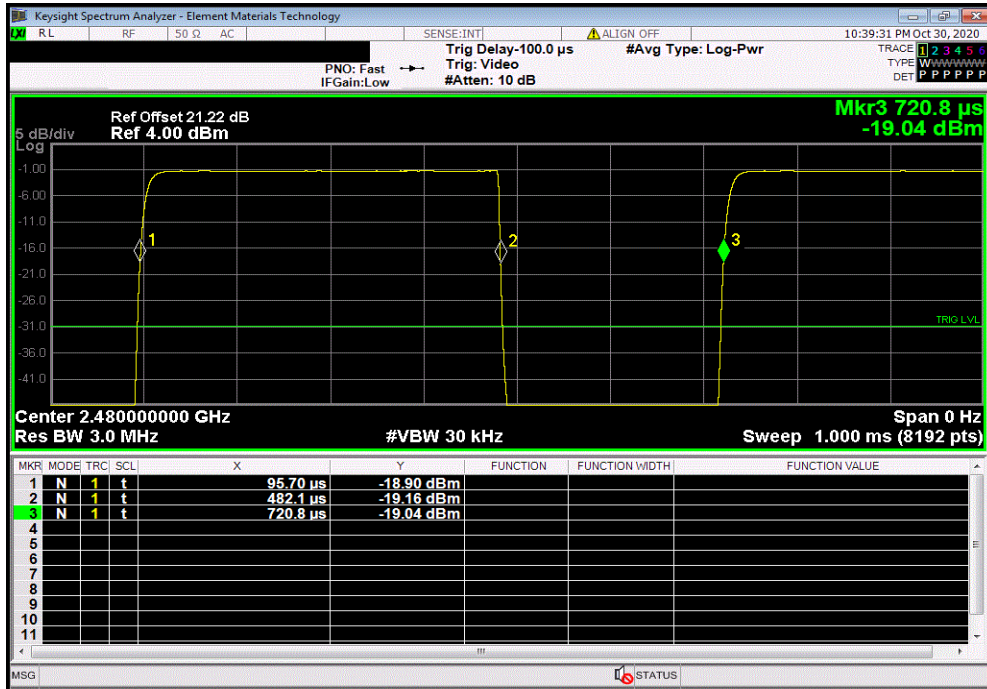 Keysight Spectrum Analyzer - Element Materials Technology
LXI RL RF 50 Ω AC SENSE:INT ALIGN OFF 10:39:31 PM Oct 30, 2020
Trig Delay-100.0 µs #Avg Type: Log-Pwr TRACE 1 2 3 4 5 6
PNO: Fast Trig: Video TYPE WWWWWW
IFGain:Low #Atten: 10 dB DET P P P P P P
Mkr3 720.8 µs
-19.04 dBm
Ref Offset 21.22 dB
5 dB/div Ref 4.00 dBm
Log
-1.00
-6.00
-11.0
1 2 3
-16.0
-21.0
-26.0
-31.0 TRIG LVL
-36.0
-41.0
Center 2.480000000 GHz Span 0 Hz
Res BW 3.0 MHz #VBW 30 kHz Sweep 1.000 ms (8192 pts)
MKR MODE TRC SCL X Y FUNCTION FUNCTION WIDTH FUNCTION VALUE
1 N 1 t 95.70 µs -18.90 dBm
2 N 1 t 482.1 µs -19.16 dBm
3 N 1 t 720.8 µs -19.04 dBm
4
5
6
7
8
9
10
11
MSG STATUS